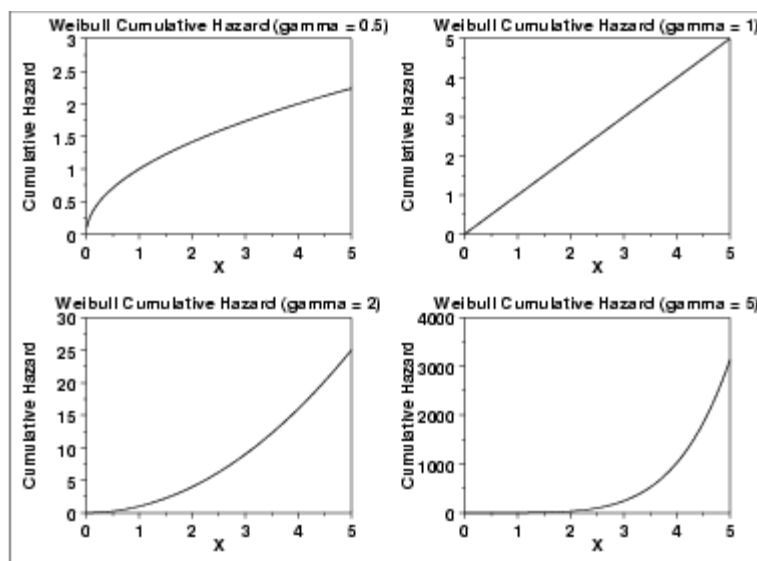 Weibull Cumulative Hazard (gamma = 0.5)
3
2.5
2
1.5
1
0.5
0
Cumulative Hazard
0 1 2 3 4 5
X
Weibull Cumulative Hazard (gamma = 1)
5
4
3
2
1
0
Cumulative Hazard
0 1 2 3 4 5
X
Weibull Cumulative Hazard (gamma = 2)
30
25
20
15
10
5
0
Cumulative Hazard
0 1 2 3 4 5
X
Weibull Cumulative Hazard (gamma = 5)
4000
3000
2000
1000
0
Cumulative Hazard
0 1 2 3 4 5
X